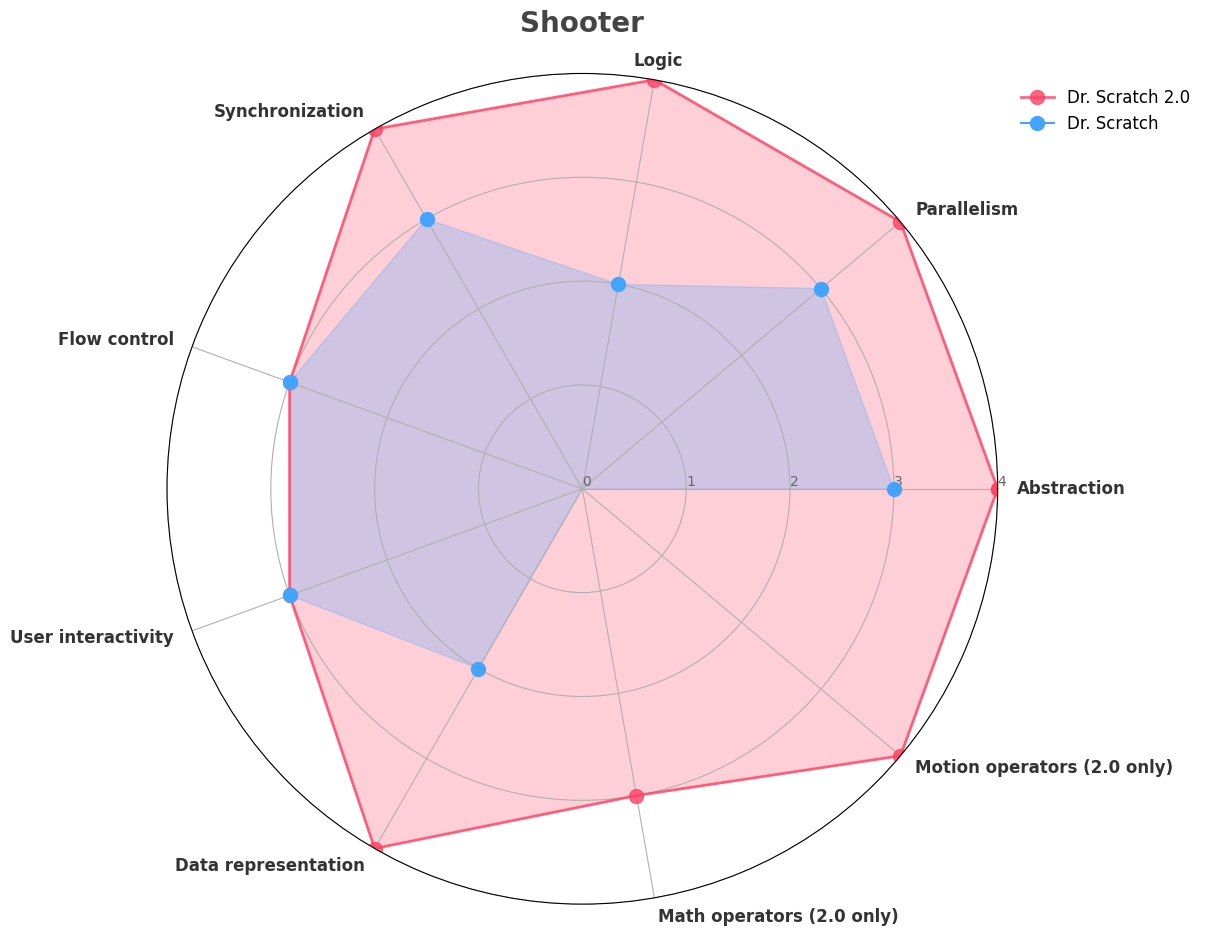 Shooter
Logic
Dr. Scratch 2.0
Dr. Scratch
Synchronization
Parallelism
Flow control
0
1
2
3
4
Abstraction
User interactivity
Motion operators (2.0 only)
Data representation
Math operators (2.0 only)